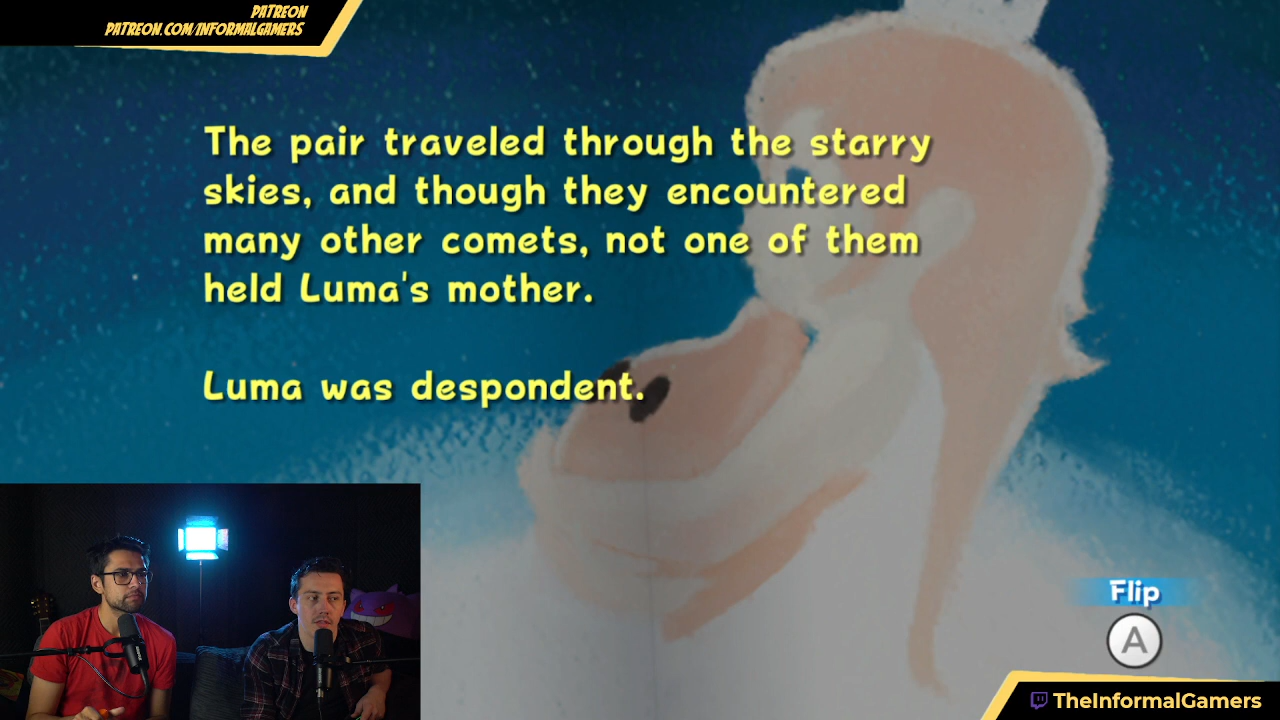 PATREON
PATREON.COM/INFORMALGAMERS
The pair traveled through the starry
skies, and though they encountered
many other comets, not one of them
held Luma's mother.
Luma was despondent.
Flip
A
TheInformalGamers